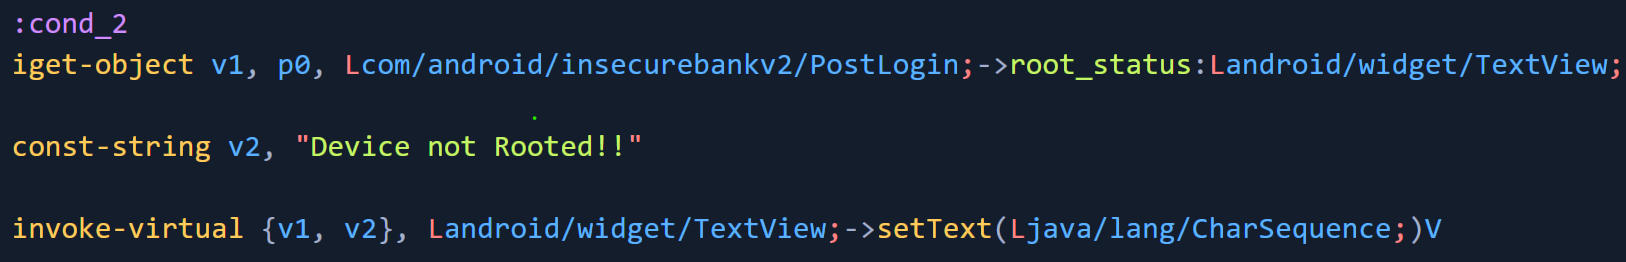 :cond_2
iget-object v1, p0, Lcom/android/insecurebankv2/PostLogin;->root_status:Landroid/widget/TextView;
const-string v2, "Device not Rooted!!"
invoke-virtual {v1, v2}, Landroid/widget/TextView;->setText(Ljava/lang/CharSequence;)V